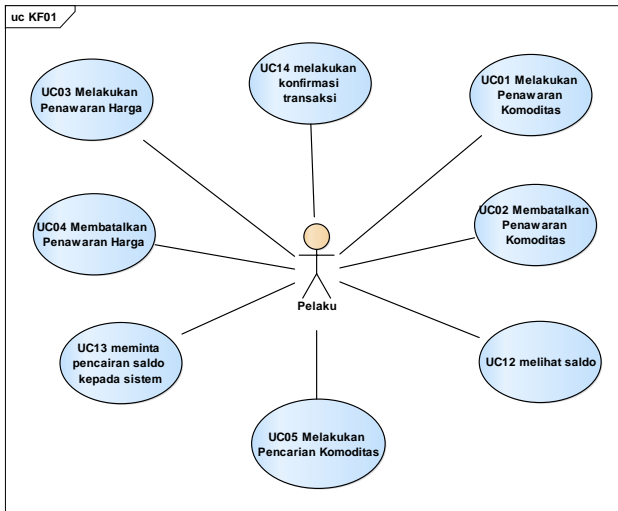 uc KF01
UC03 Melakukan
Penawaran Harga
UC14 melakukan
konfirmasi
transaksi
UC01 Melakukan
Penawaran
Komoditas
UC04 Membatalkan
Penawaran Harga
UC02 Membatalkan
Penawaran
Komoditas
Pelaku
UC13 meminta
pencairan saldo
kepada sistem
UC12 melihat saldo
UC05 Melakukan
Pencarian Komoditas